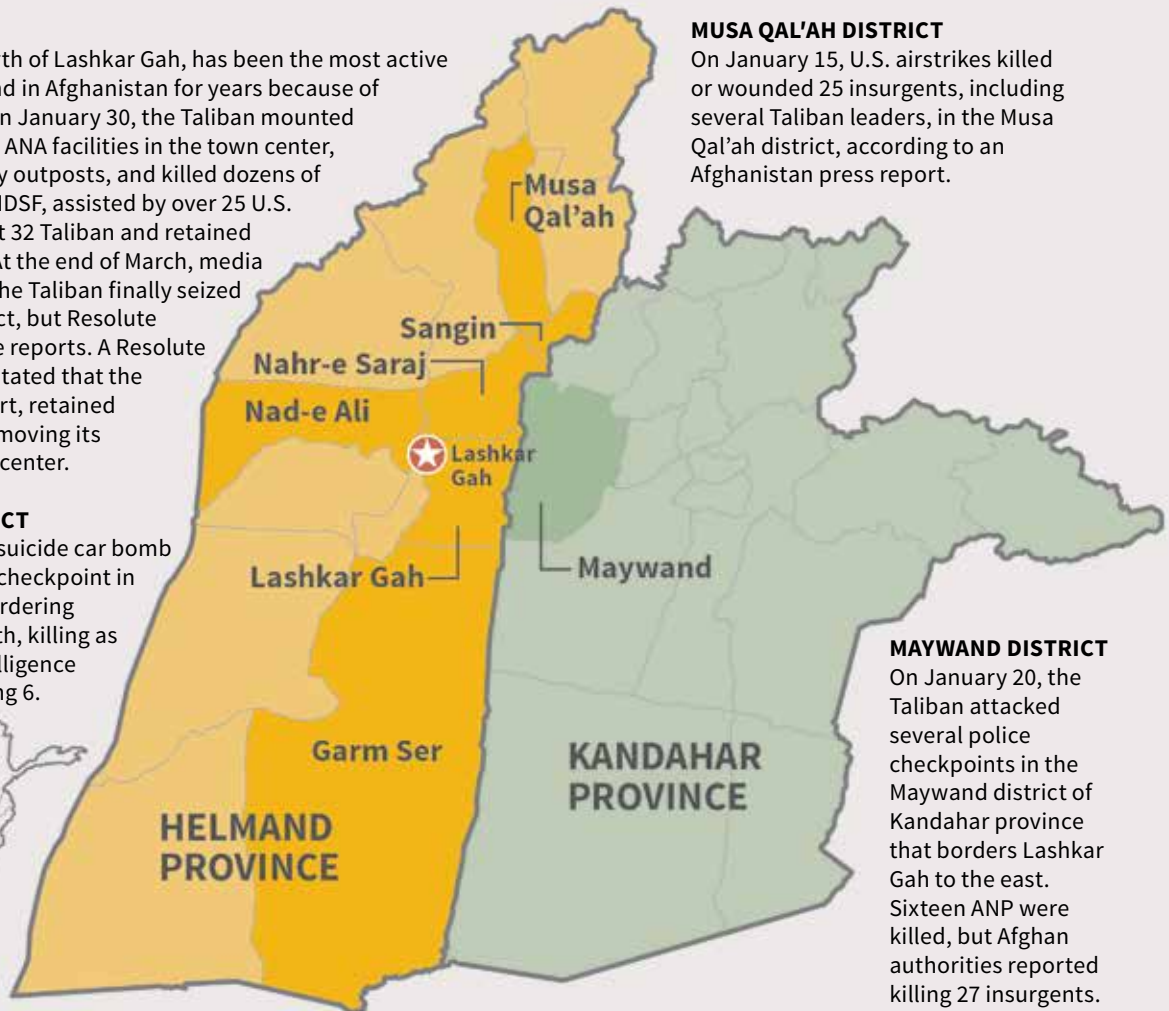 th of Lashkar Gah, has been the most active
d in Afghanistan for years because of
n January 30, the Taliban mounted
ANA facilities in the town center,
y outposts, and killed dozens of
NDSF, assisted by over 25 U.S.
t 32 Taliban and retained
At the end of March, media
he Taliban finally seized
ct, but Resolute
e reports. A Resolute
tated that the
rt, retained
moving its
center.
CT
suicide car bomb
checkpoint in
rdering
th, killing as
lligence
ng 6.
MUSA QAL'AH DISTRICT
On January 15, U.S. airstrikes killed
or wounded 25 insurgents, including
several Taliban leaders, in the Musa
Qal'ah district, according to an
Afghanistan press report.
Musa
Qal'ah
Sangin
Nahr-e Saraj
Nad-e Ali
Lashkar
Gah
Lashkar Gah
Maywand
Garm Ser
HELMAND
PROVINCE
KANDAHAR
PROVINCE
MAYWAND DISTRICT
On January 20, the
Taliban attacked
several police
checkpoints in the
Maywand district of
Kandahar province
that borders Lashkar
Gah to the east.
Sixteen ANP were
killed, but Afghan
authorities reported
killing 27 insurgents.